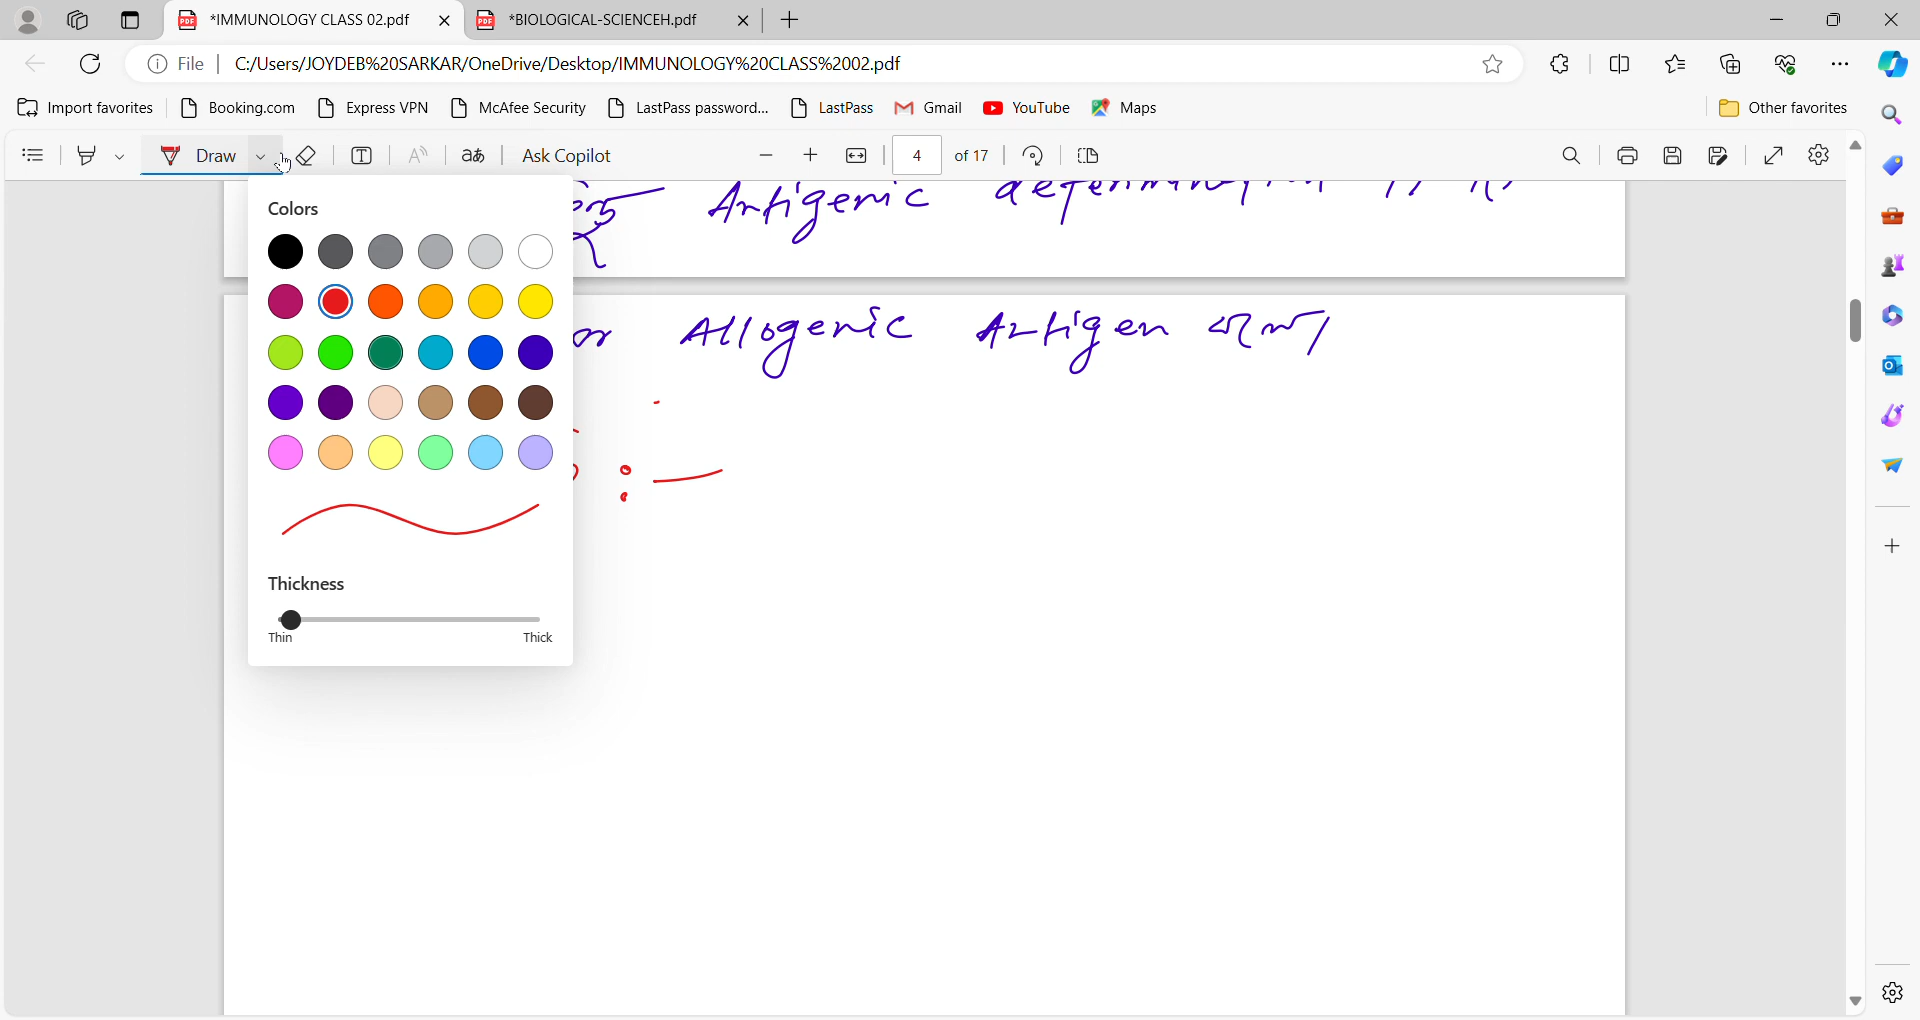 *IMMUNOLOGY CLASS 02.pdf
*BIOLOGICAL-SCIENCEH.pdf
File
C:/Users/JOYDEB%20SARKAR/OneDrive/Desktop/IMMUNOLOGY%20CLASS%2002.pdf
Import favorites
Booking.com
Express VPN
McAfee Security
LastPass password...
LastPass
Gmail
YouTube
Maps
Other favorites
Draw
Ask Copilot
4 of 17
Antigenic
Colors
or Allogenic Antigen বলে /
Thickness
Thin
Thick